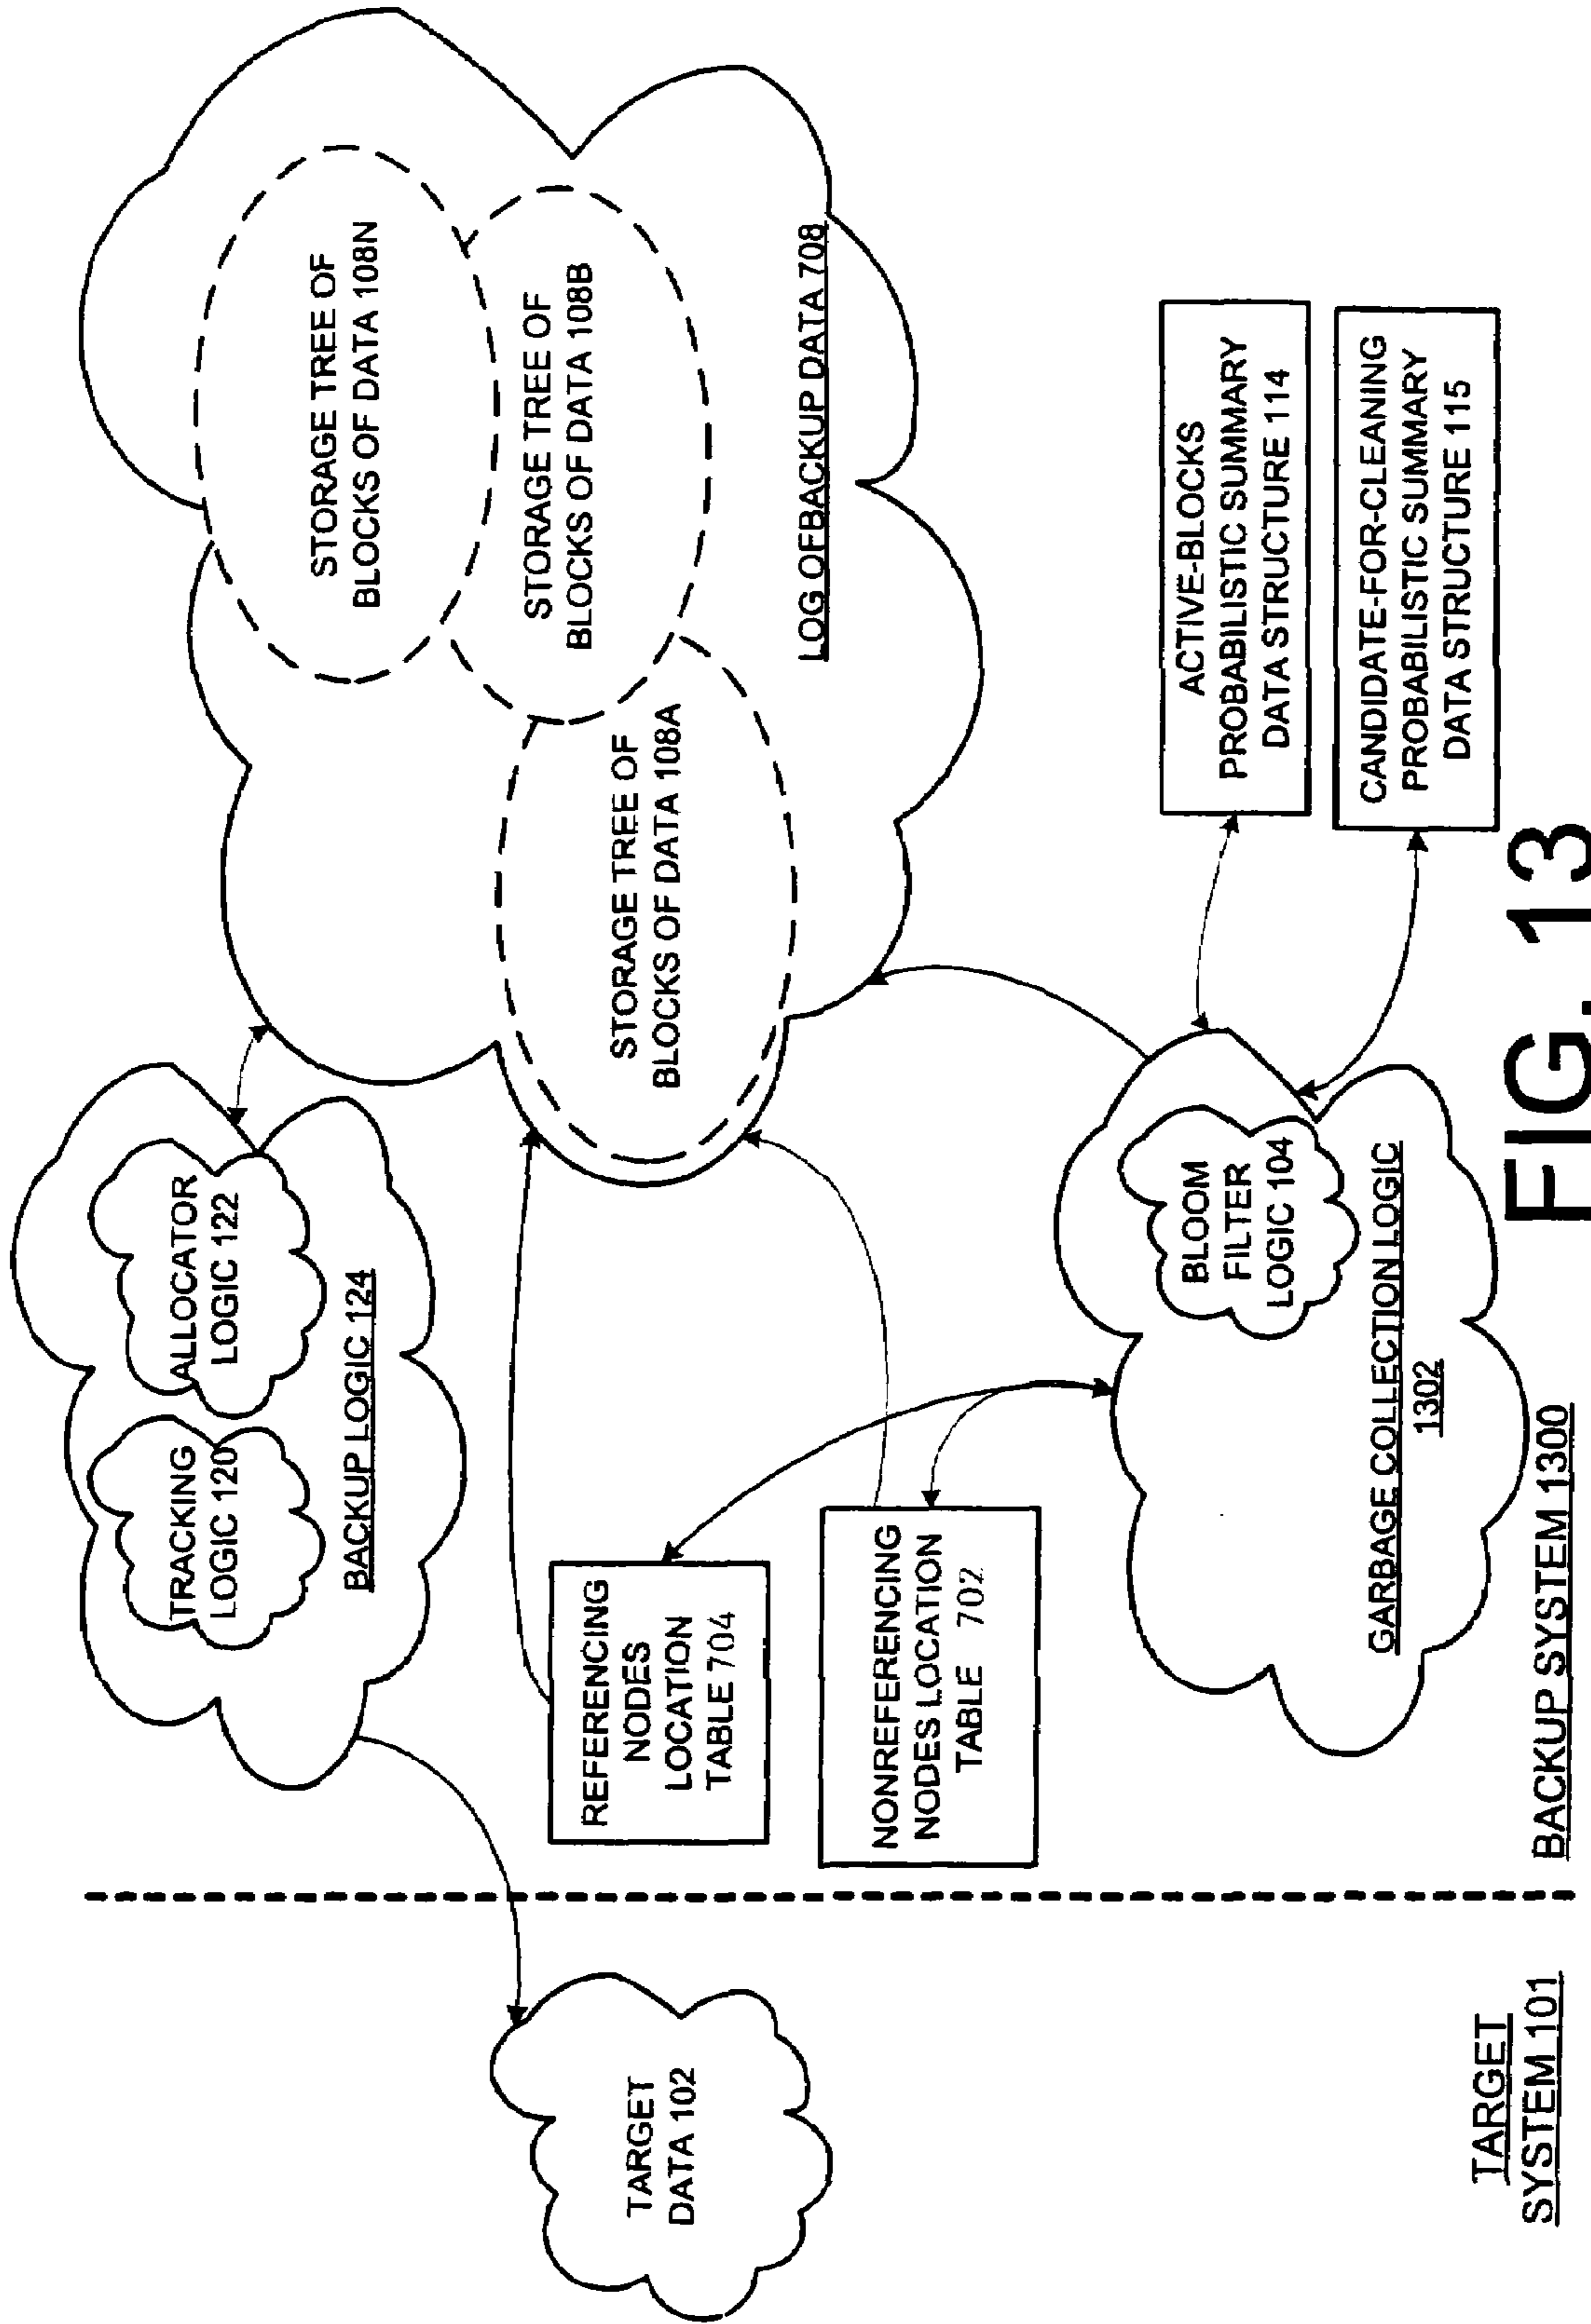 TRACKING
LOGIC 120
ALLOCATOR
LOGIC 122
BACKUP LOGIC 124
STORAGE TREE OF
BLOCKS OF DATA 108N
STORAGE TREE OF
BLOCKS OF DATA 108B
STORAGE TREE OF
BLOCKS OF DATA 108A
LOG OFBACKUP DATA 708
TARGET
DATA 102
REFERENCING
NODES
LOCATION
TABLE 704
NONREFERENCING
NODES LOCATION
TABLE 702
BLOOM
FILTER
LOGIC 104
GARBAGE COLLECTION LOGIC
1302
ACTIVE-BLOCKS
PROBABILISTIC SUMMARY
DATA STRUCTURE 114
CANDIDATE-FOR-CLEANING
PROBABILISTIC SUMMARY
DATA STRUCTURE 115
TARGET
SYSTEM 101
BACKUP SYSTEM 1300
FIG. 13